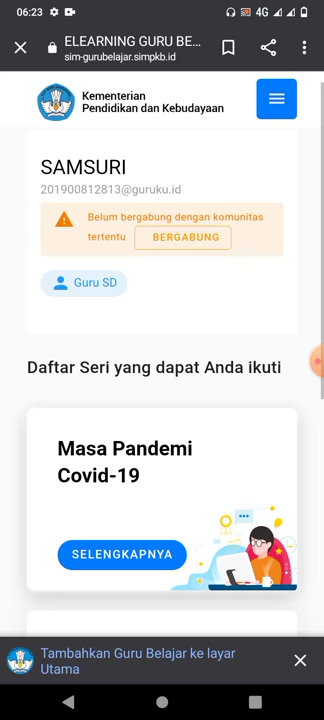 06:23
4G
ELEARNING GURU BE...
sim-gurubelajar.simpkb.id
Kementerian
Pendidikan dan Kebudayaan
SAMSURI
201900812813@guruku.id
Belum bergabung dengan komunitas
tertentu BERGABUNG
Guru SD
Daftar Seri yang dapat Anda ikuti
Masa Pandemi
Covid-19
SELENGKAPNYA
Tambahkan Guru Belajar ke layar
Utama